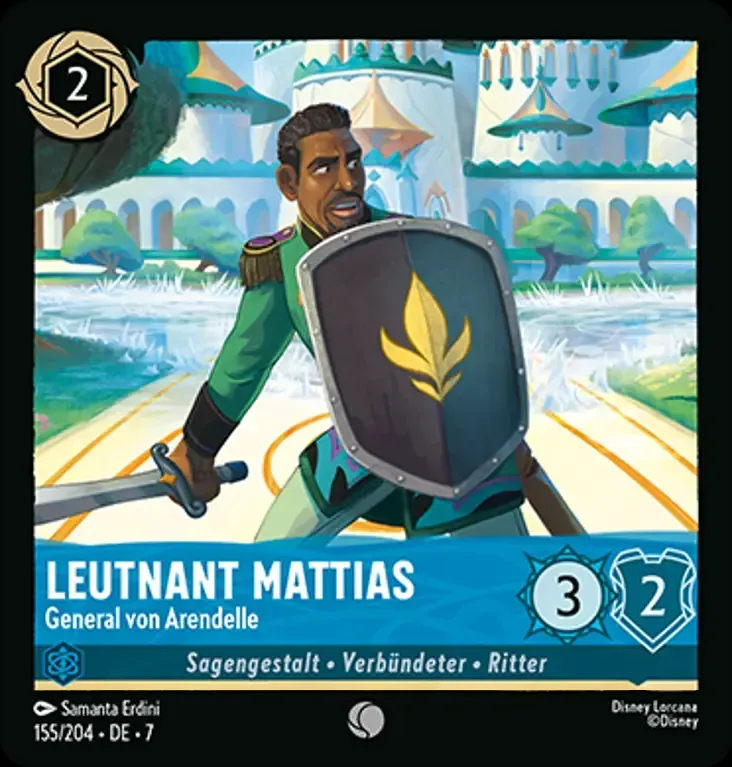 2
LEUTNANT MATTIAS
General von Arendelle
3
2
Sagengestalt • Verbündeter • Ritter
Samanta Erdini
Disney Lorcana
155/204 • DE • 7
©Disney